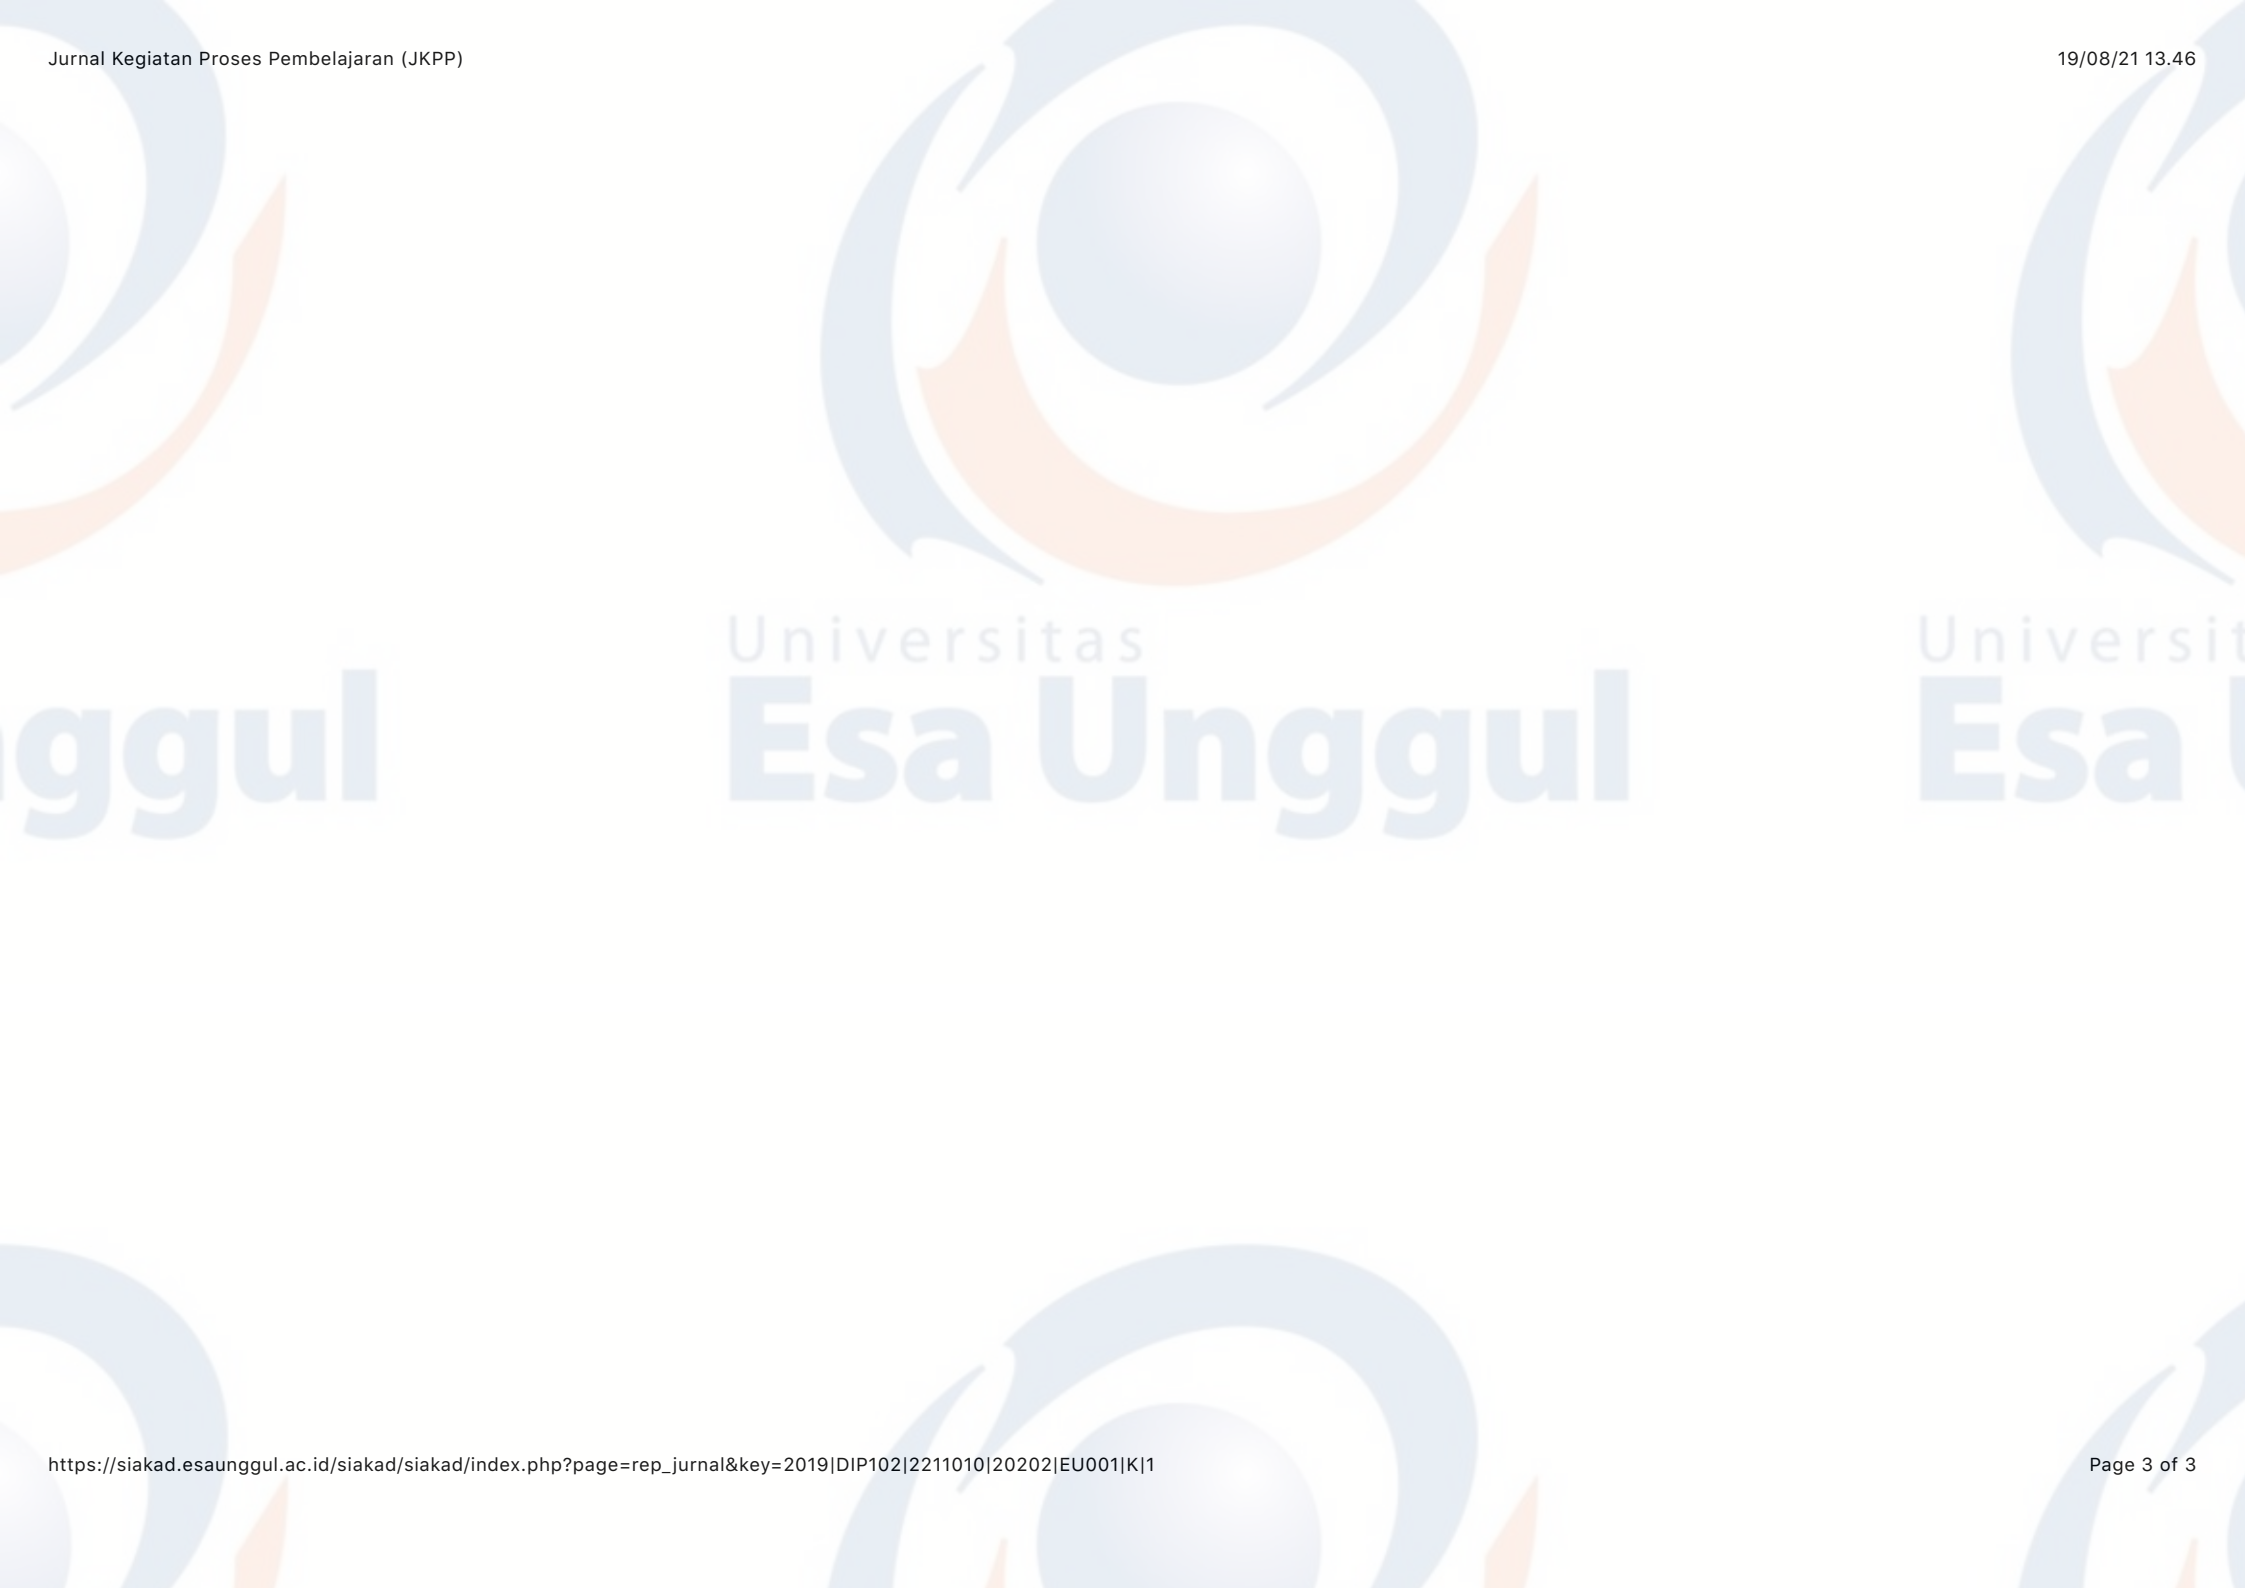 Jurnal Kegiatan Proses Pembelajaran (JKPP)
19/08/21 13.46
Universitas
Universit
nggul
Esa Unggul
Esa U
https://siakad.esaunggul.ac.id/siakad/siakad/index.php?page=rep_jurnal&key=2019|DIP102|2211010|20202|EU001|K|1
Page 3 of 3